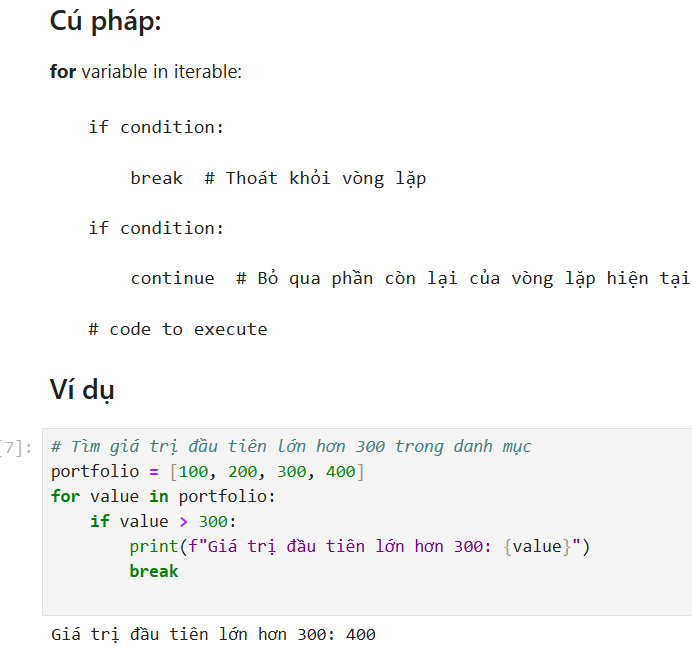 Cú pháp:
for variable in iterable:
if condition:
break # Thoát khỏi vòng lặp
if condition:
continue # Bỏ qua phần còn lại của vòng lặp hiện tại
# code to execute
Ví dụ
[7]: # Tìm giá trị đầu tiên lớn hơn 300 trong danh mục
portfolio = [100, 200, 300, 400]
for value in portfolio:
if value > 300:
print(f"Giá trị đầu tiên lớn hơn 300: {value}")
break
Giá trị đầu tiên lớn hơn 300: 400